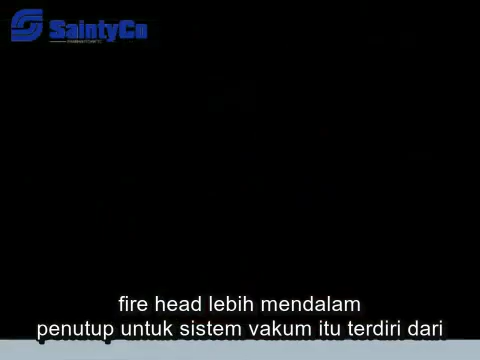 SaintyCo
fire head lebih mendalam
penutup untuk sistem vakum itu terdiri dari